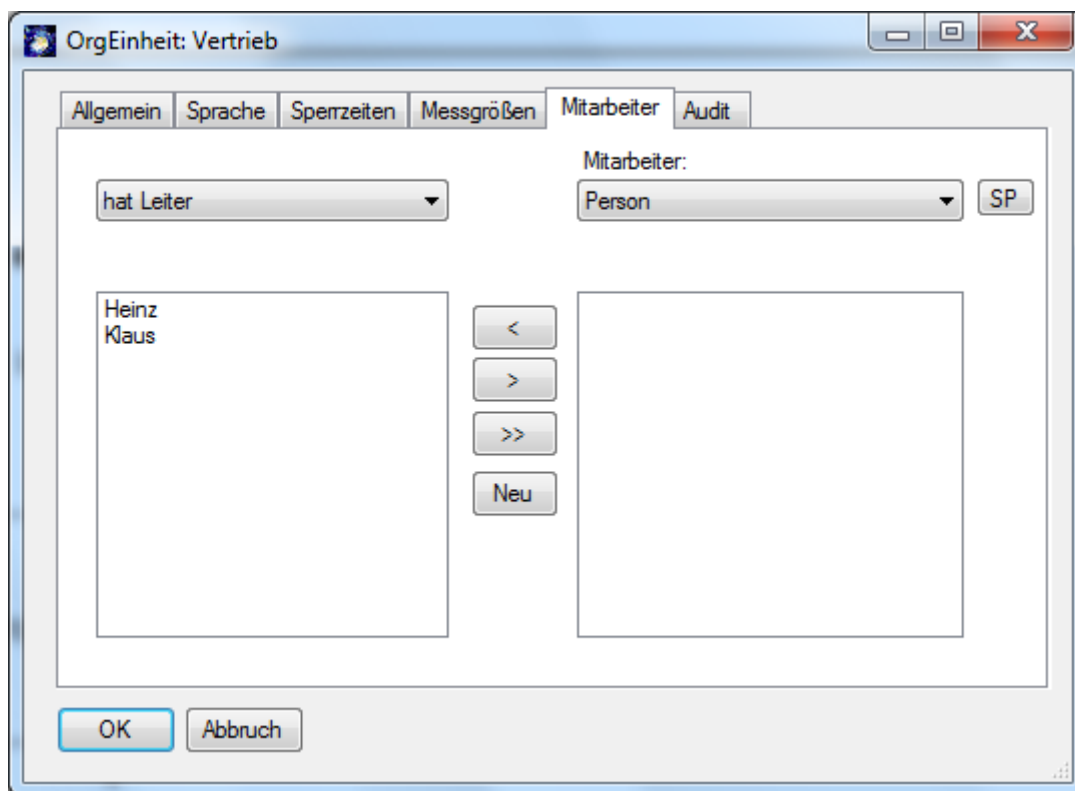 OrgEinheit: Vertrieb
Allgemein Sprache Sperrzeiten Messgrößen Mitarbeiter Audit
Mitarbeiter:
hat Leiter Person SP
Heinz
Klaus
<
>
>>
Neu
OK Abbruch